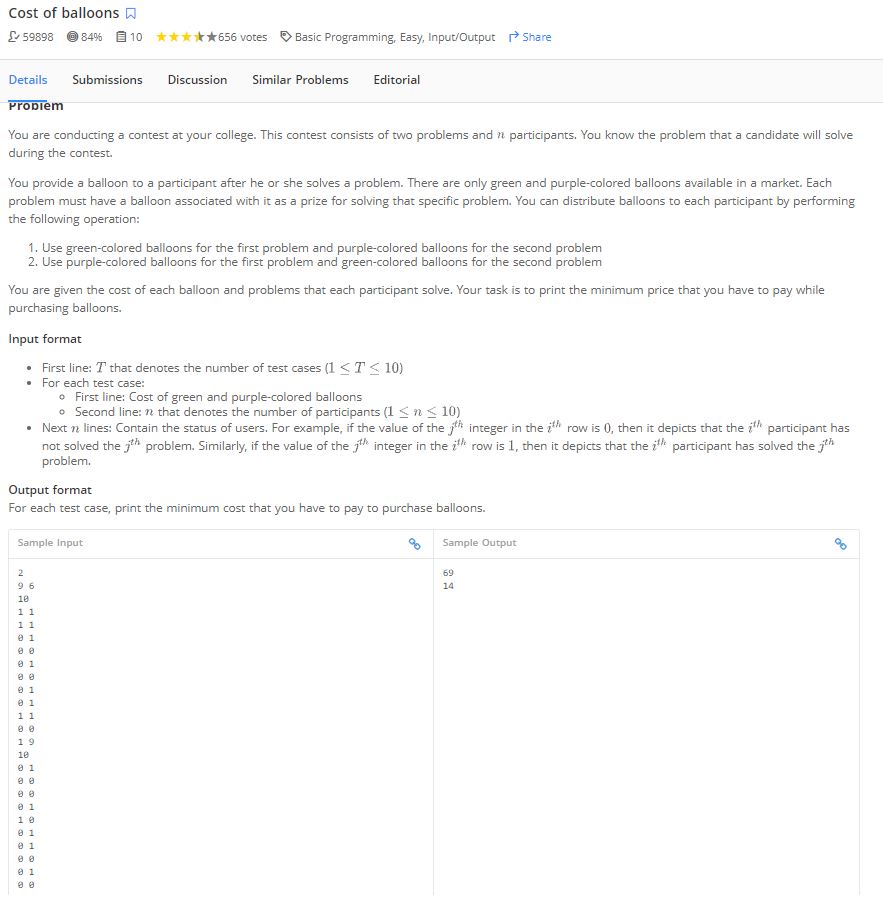 Cost of balloons
59898 84% 10 656 votes Basic Programming, Easy, Input/Output Share
Details Submissions Discussion Similar Problems Editorial
Problem
You are conducting a contest at your college. This contest consists of two problems and n participants. You know the problem that a candidate will solve
during the contest.
You provide a balloon to a participant after he or she solves a problem. There are only green and purple-colored balloons available in a market. Each
problem must have a balloon associated with it as a prize for solving that specific problem. You can distribute balloons to each participant by performing
the following operation:
1. Use green-colored balloons for the first problem and purple-colored balloons for the second problem
2. Use purple-colored balloons for the first problem and green-colored balloons for the second problem
You are given the cost of each balloon and problems that each participant solve. Your task is to print the minimum price that you have to pay while
purchasing balloons.
Input format
• First line: T that denotes the number of test cases (1 ≤ T ≤ 10)
• For each test case:
○ First line: Cost of green and purple-colored balloons
○ Second line: n that denotes the number of participants (1 ≤ n ≤ 10)
• Next n lines: Contain the status of users. For example, if the value of the j^th integer in the i^th row is 0, then it depicts that the i^th participant has
not solved the j^th problem. Similarly, if the value of the j^th integer in the i^th row is 1, then it depicts that the i^th participant has solved the j^th
problem.
Output format
For each test case, print the minimum cost that you have to pay to purchase balloons.
Sample Input Sample Output
2 69
9 6 14
10
1 1
1 1
0 1
0 0
0 1
0 0
0 1
0 1
1 1
0 0
1 9
10
0 1
0 0
0 0
0 1
1 0
0 1
0 1
0 0
0 1
0 0